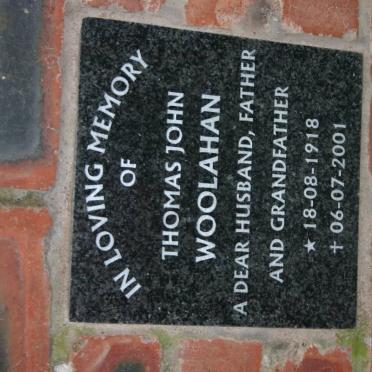 IN LOVING MEMORY
OF
THOMAS JOHN
WOOLAHAN
A DEAR HUSBAND, FATHER
AND GRANDFATHER
★ 18-08-1918
✝ 06-07-2001